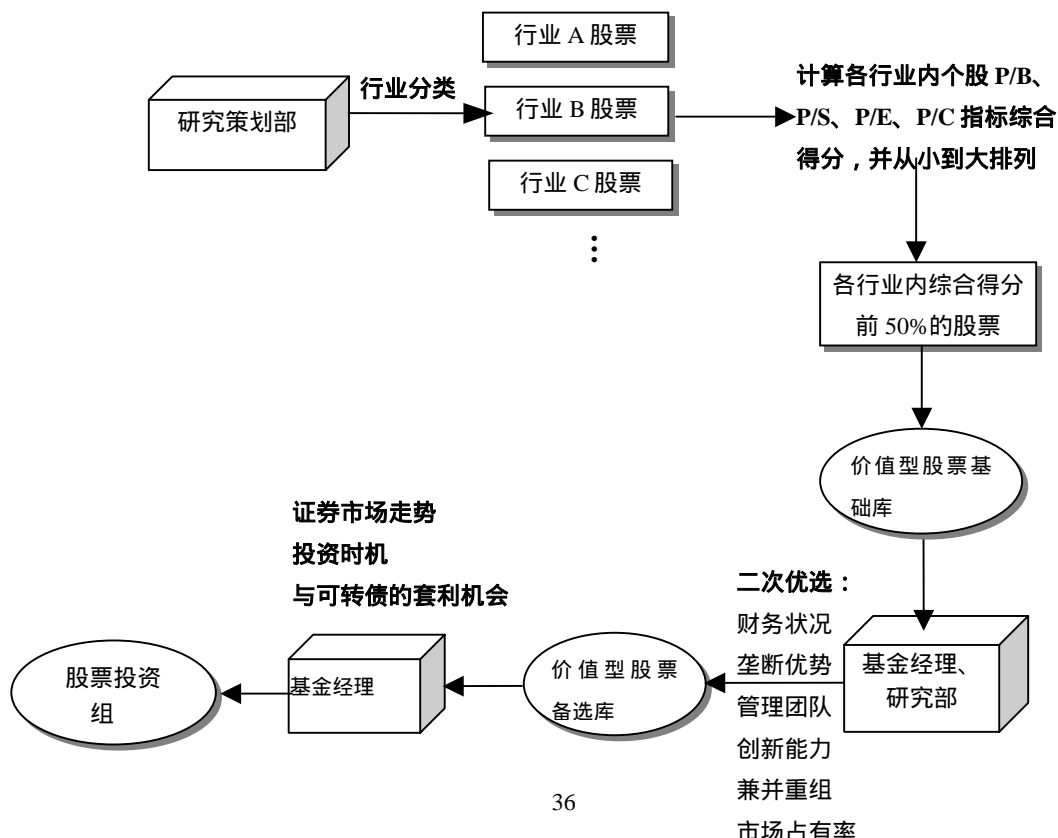 行业 A 股票
行业分类
研究策划部
行业 B 股票
行业 C 股票
⋮
计算各行业内个股 P/B、
P/S、P/E、P/C 指标综合
得分，并从小到大排列
各行业内综合得分
前 50%的股票
价值型股票基
础库
二次优选：
财务状况
垄断优势
管理团队
创新能力
兼并重组
市场占有率
基金经理、
研究部
价值型股票
备选库
证券市场走势
投资时机
与可转债的套利机会
基金经理
股票投资
组
36